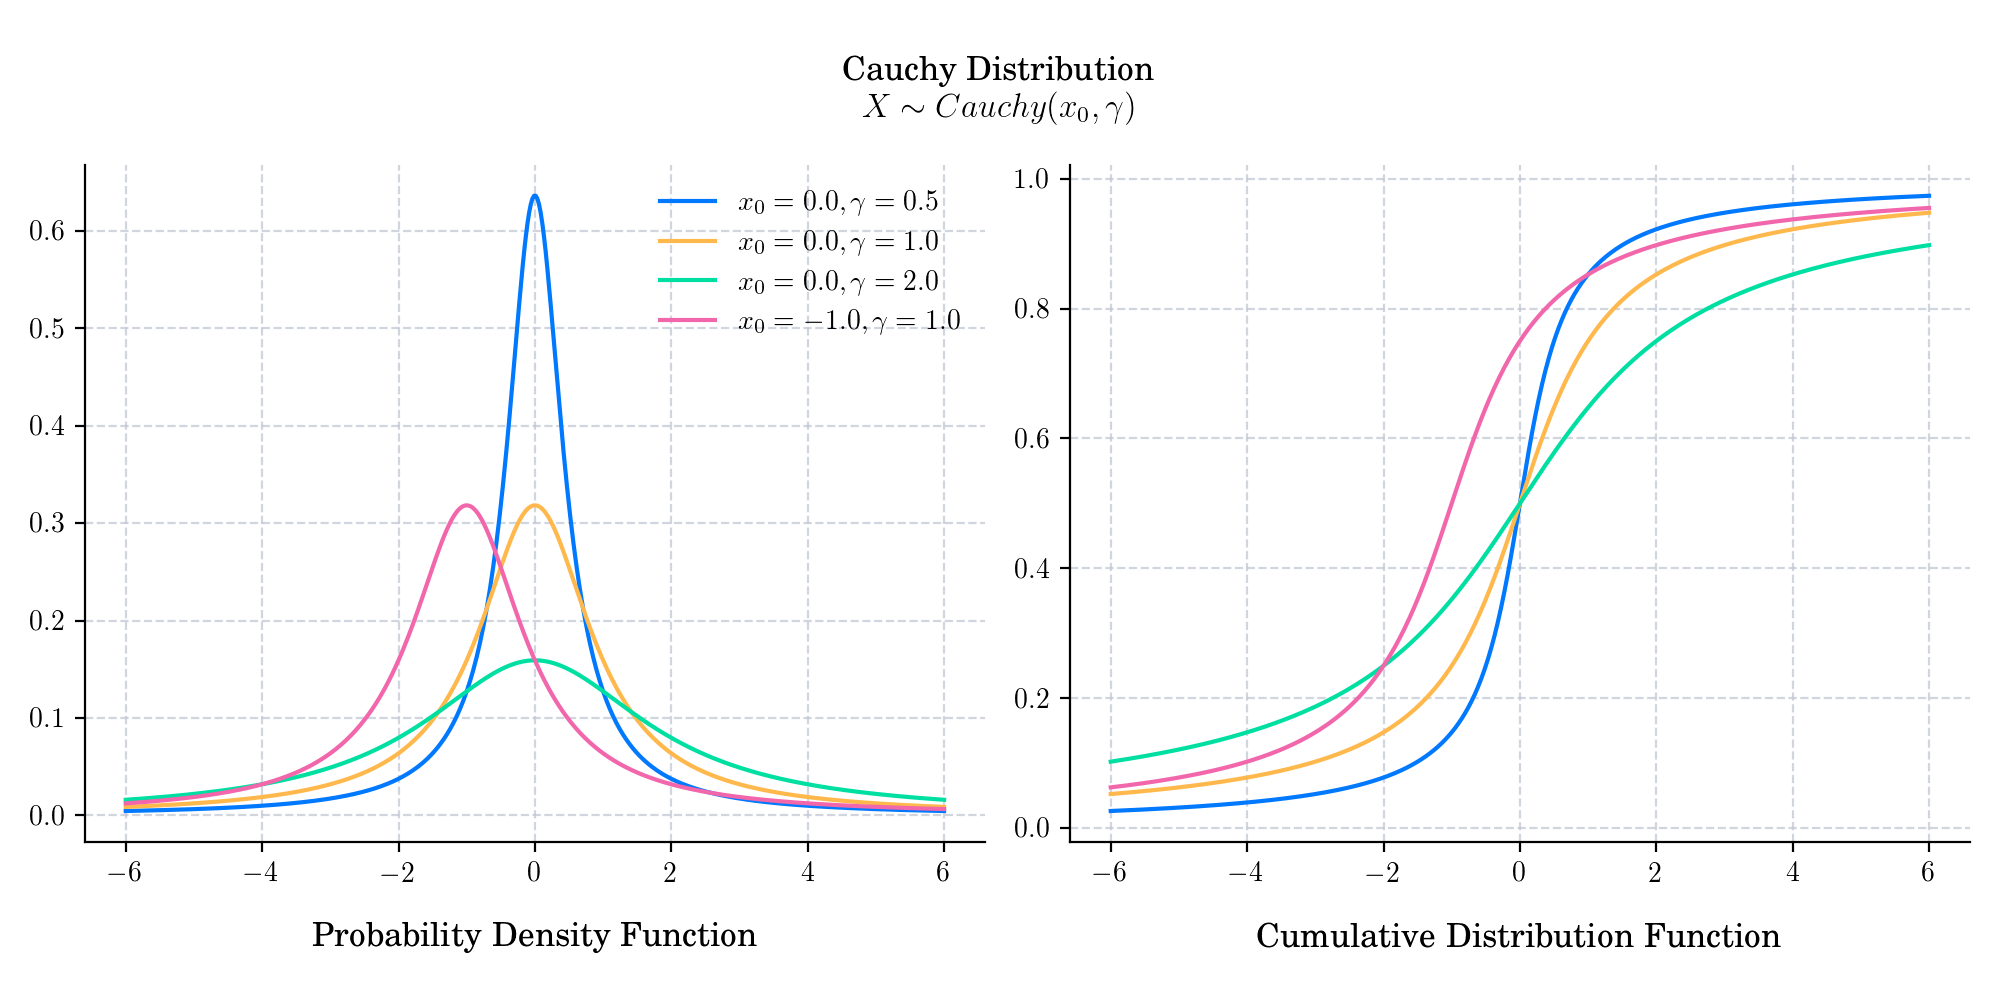 Cauchy Distribution
X ∼ Cauchy(x₀, γ)
0.6
0.5
0.4
0.3
0.2
0.1
0.0
−6 −4 −2 0 2 4 6
x₀ = 0.0, γ = 0.5
x₀ = 0.0, γ = 1.0
x₀ = 0.0, γ = 2.0
x₀ = −1.0, γ = 1.0
Probability Density Function
1.0
0.8
0.6
0.4
0.2
0.0
−6 −4 −2 0 2 4 6
Cumulative Distribution Function